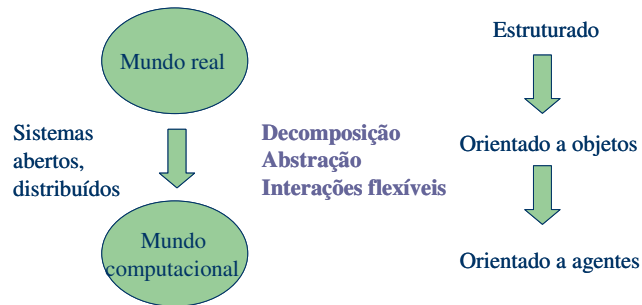 Mundo real
Sistemas
abertos,
distribuídos
Decomposição
Abstração
Interações flexíveis
Mundo
computacional
Estruturado
Orientado a objetos
Orientado a agentes